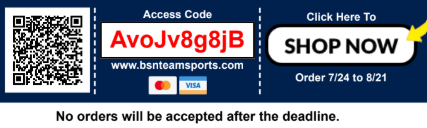 Access Code
AvoJv8g8jB
www.bsnteamsports.com
VISA
Click Here To
SHOP NOW
Order 7/24 to 8/21
No orders will be accepted after the deadline.